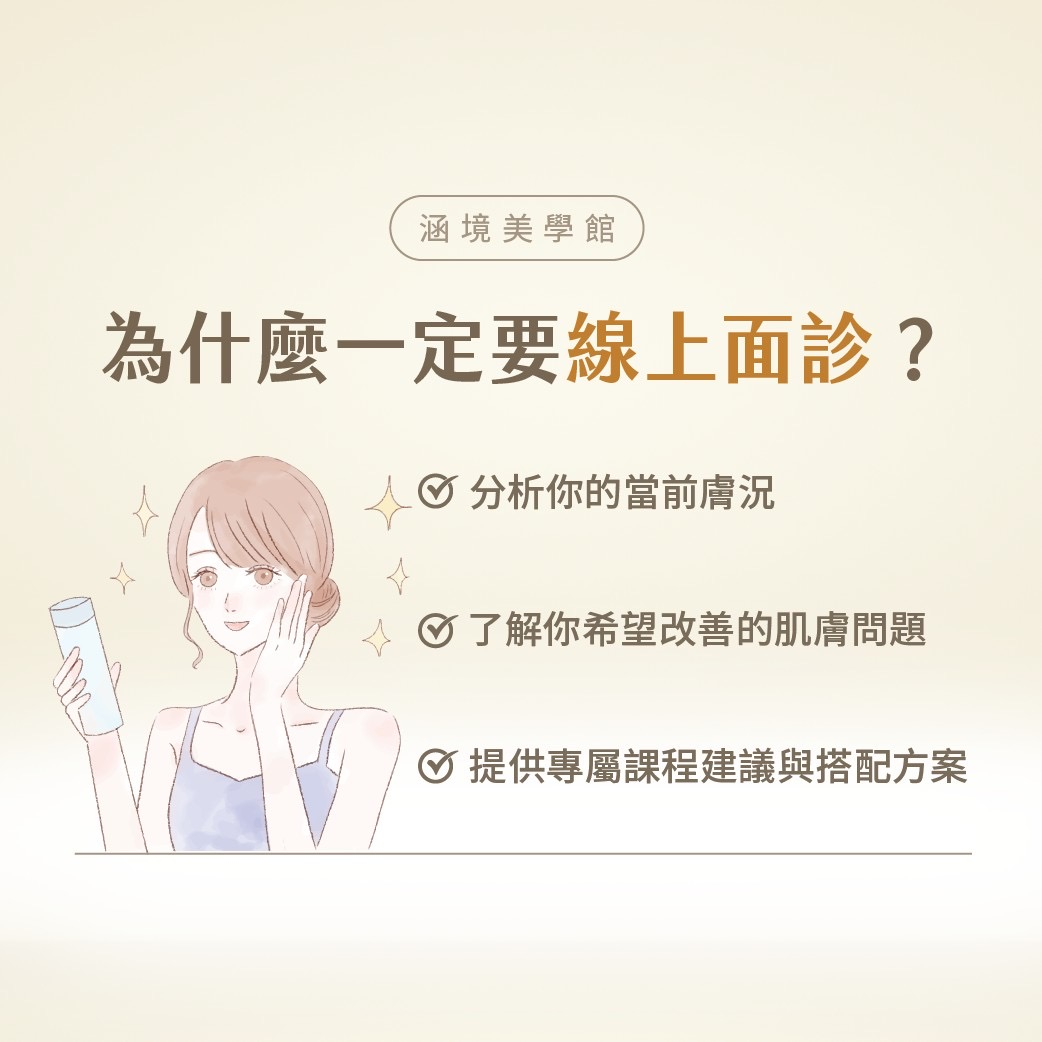 涵境美學館
為什麼一定要線上面診？
分析你的當前膚況
了解你希望改善的肌膚問題
提供專屬課程建議與搭配方案